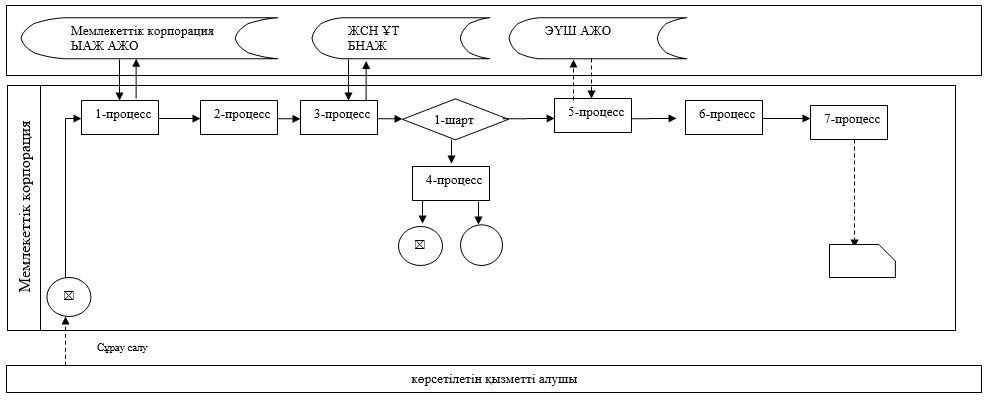 Мемлекеттік корпорация
ЫАЖ АЖО
ЖСН ҰТ
БНАЖ
ЭҮШ АЖО
Мемлекеттік корпорация
1-процесс
2-процесс
3-процесс
1-шарт
5-процесс
6-процесс
7-процесс
4-процесс
Сұрау салу
көрсетілетін қызметті алушы